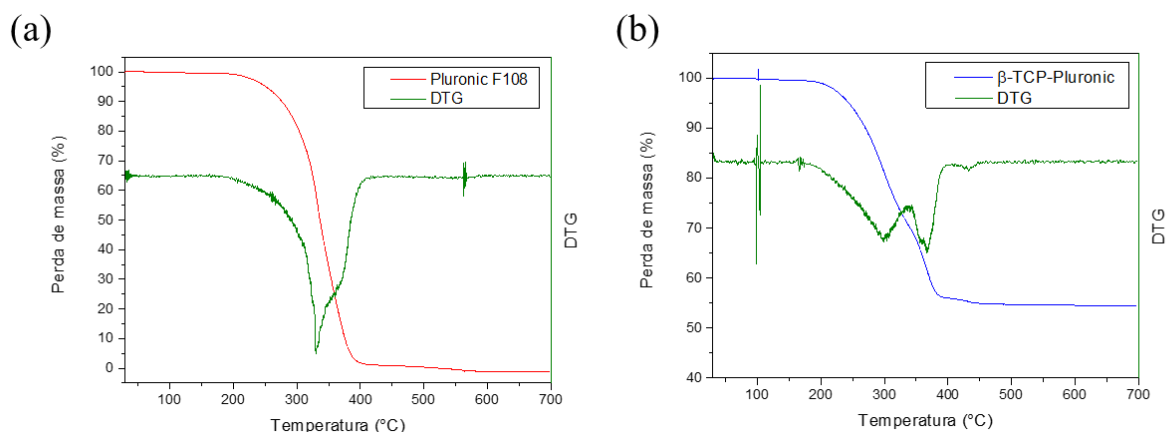 (a)
Pluronic F108
DTG
Perda de massa (%)
100
90
80
70
60
50
40
30
20
10
0
DTG
100 200 300 400 500 600 700
Temperatura (°C)
(b)
β-TCP-Pluronic
DTG
Perda de massa (%)
100
90
80
70
60
50
40
DTG
100 200 300 400 500 600 700
Temperatura (°C)